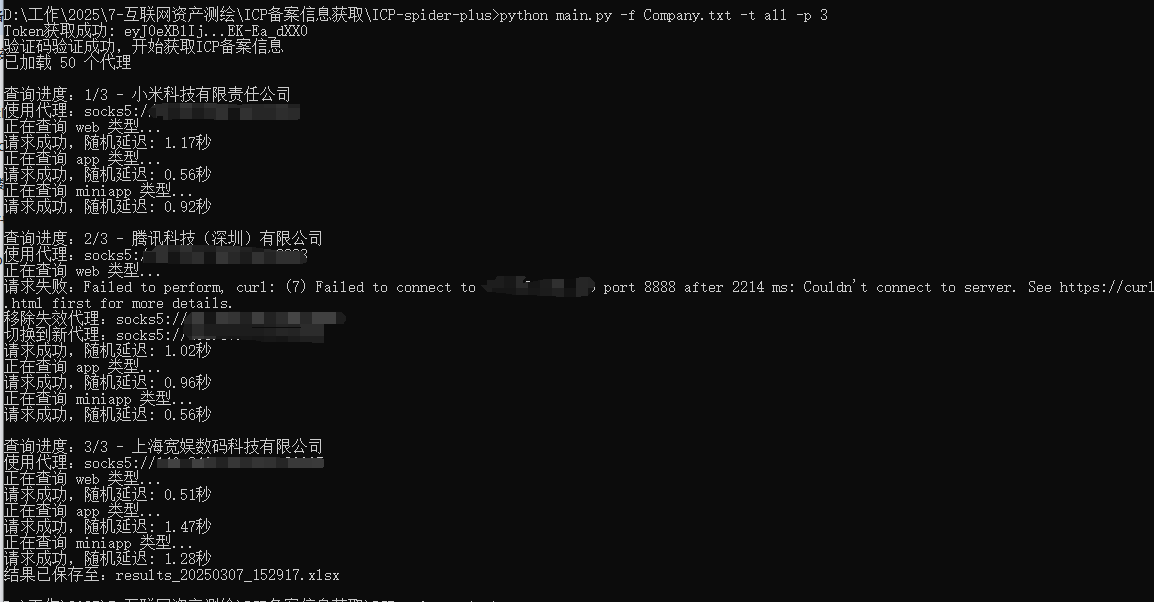 D:\工作\2025\7-互联网资产测绘\ICP备案信息获取\ICP-spider-plus>python main.py -f Company.txt -t all -p 3
Token获取成功: eyJ0eXBlIj...EK-Ea_dXX0
验证码验证成功，开始获取ICP备案信息
已加载 50 个代理
查询进度: 1/3 - 小米科技有限责任公司
使用代理: socks5:/
正在查询 web 类型...
请求成功，随机延迟: 1.17秒
正在查询 app 类型...
请求成功，随机延迟: 0.56秒
正在查询 miniapp 类型...
请求成功，随机延迟: 0.92秒
查询进度: 2/3 - 腾讯科技（深圳）有限公司
使用代理: socks5:/
正在查询 web 类型...
请求失败: Failed to perform, curl: (7) Failed to connect to port 8888 after 2214 ms: Couldn't connect to server. See https://curl
.html first for more details.
移除失效代理: socks5://
切换到新代理: socks5:/
请求成功，随机延迟: 1.02秒
正在查询 app 类型...
请求成功，随机延迟: 0.96秒
正在查询 miniapp 类型...
请求成功，随机延迟: 0.56秒
查询进度: 3/3 - 上海宽娱数码科技有限公司
使用代理: socks5://
正在查询 web 类型...
请求成功，随机延迟: 0.51秒
正在查询 app 类型...
请求成功，随机延迟: 1.47秒
正在查询 miniapp 类型...
请求成功，随机延迟: 1.28秒
结果已保存至: results_20250307_152917.xlsx